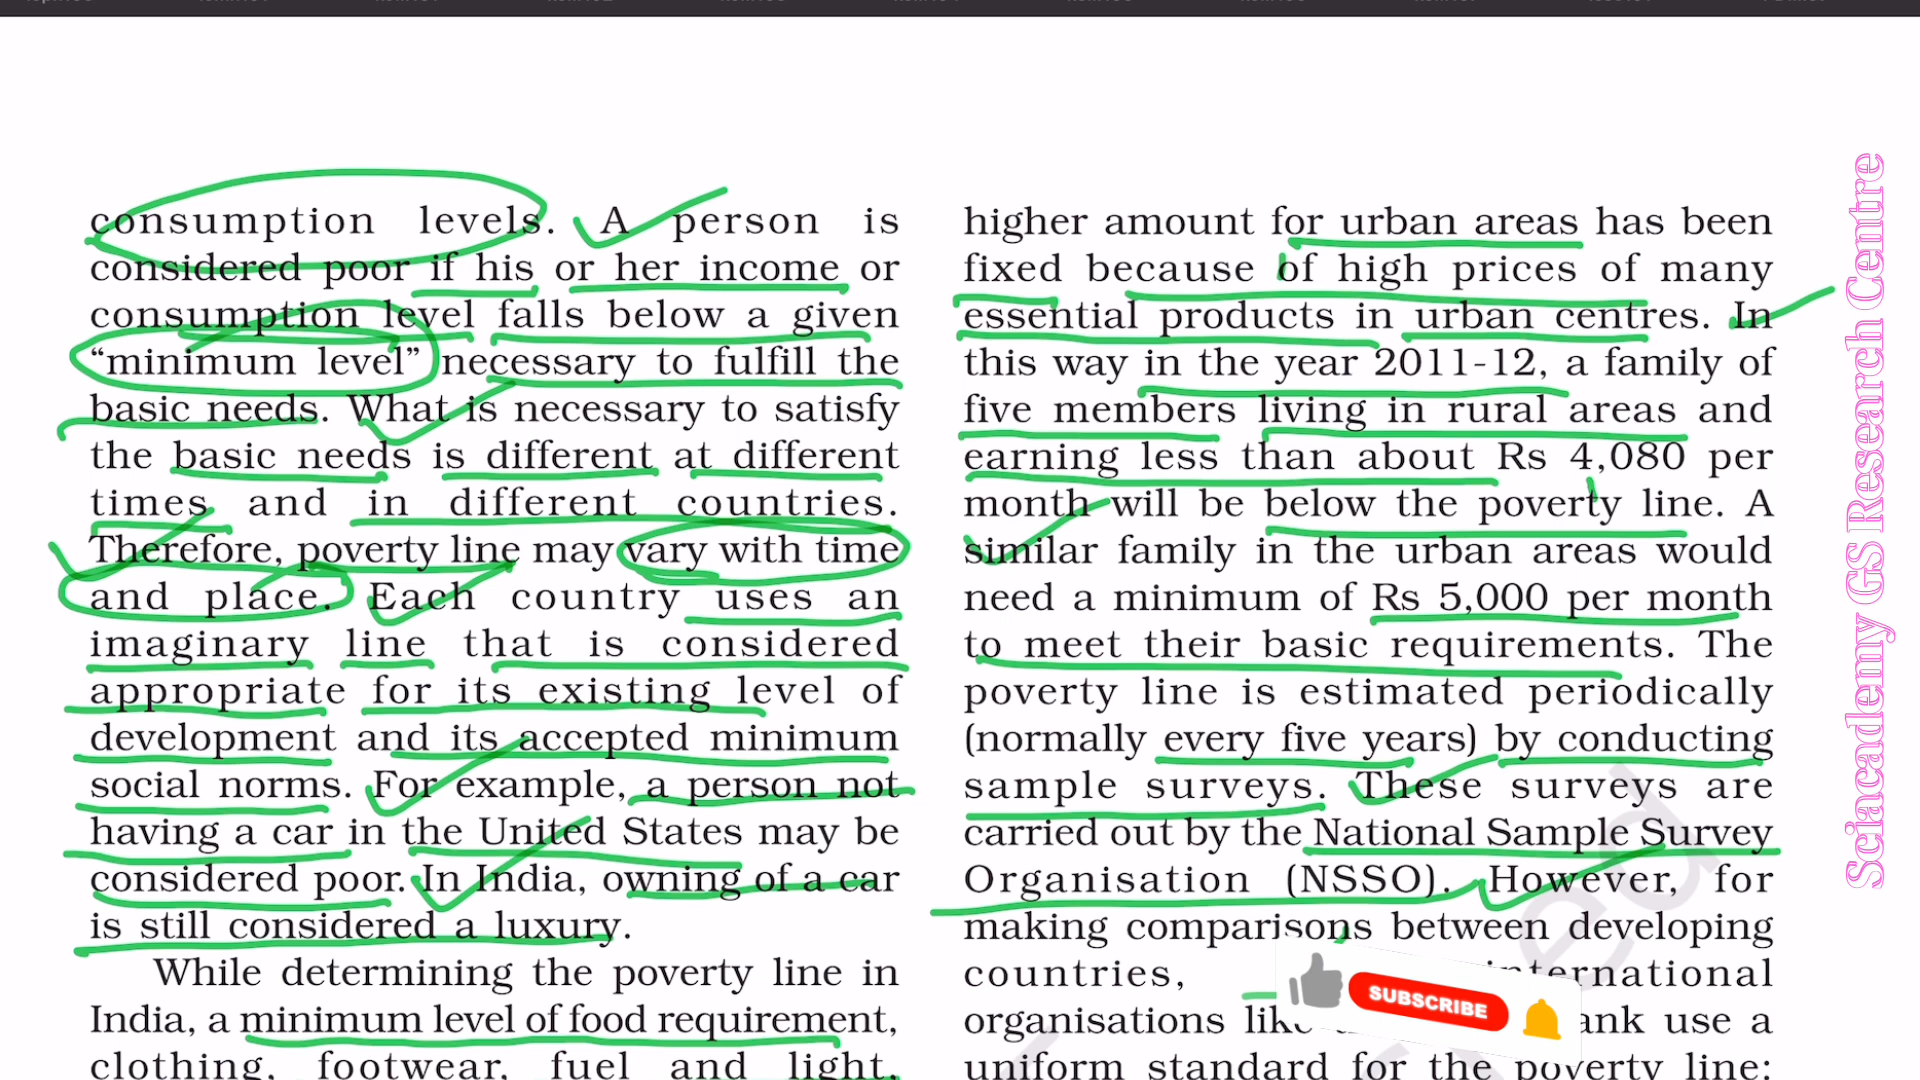 consumption levels. A person is
considered poor if his or her income or
consumption level falls below a given
“minimum level” necessary to fulfill the
basic needs. What is necessary to satisfy
the basic needs is different at different
times and in different countries.
Therefore, poverty line may vary with time
and place. Each country uses an
imaginary line that is considered
appropriate for its existing level of
development and its accepted minimum
social norms. For example, a person not
having a car in the United States may be
considered poor. In India, owning of a car
is still considered a luxury.
While determining the poverty line in
India, a minimum level of food requirement,
clothing, footwear, fuel and light,
higher amount for urban areas has been
fixed because of high prices of many
essential products in urban centres. In
this way in the year 2011-12, a family of
five members living in rural areas and
earning less than about Rs 4,080 per
month will be below the poverty line. A
similar family in the urban areas would
need a minimum of Rs 5,000 per month
to meet their basic requirements. The
poverty line is estimated periodically
(normally every five years) by conducting
sample surveys. These surveys are
carried out by the National Sample Survey
Organisation (NSSO). However, for
making comparisons between developing
countries, international
organisations use a
uniform standard for the poverty line:
SUBSCRIBE
Sciacademy GS Research Centre